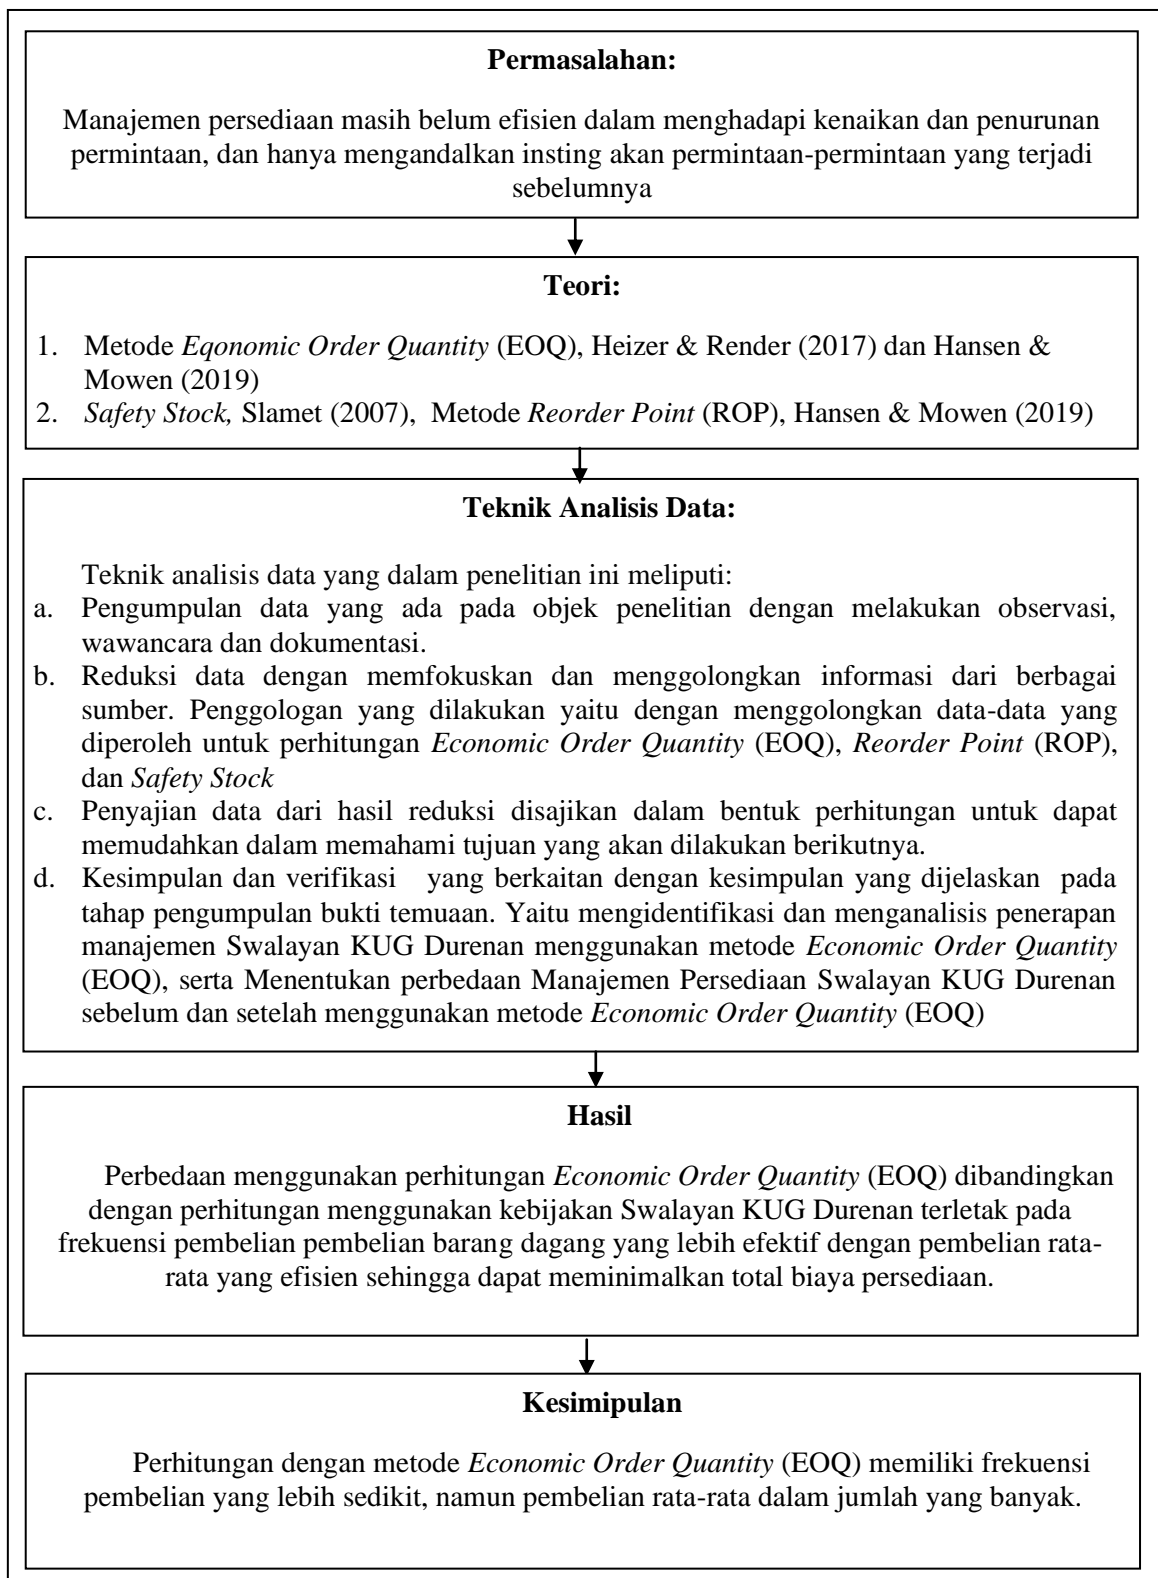 Permasalahan:
Manajemen persediaan masih belum efisien dalam menghadapi kenaikan dan penurunan
permintaan, dan hanya mengandalkan insting akan permintaan-permintaan yang terjadi
sebelumnya
Teori:
1. Metode Eqonomic Order Quantity (EOQ), Heizer & Render (2017) dan Hansen &
Mowen (2019)
2. Safety Stock, Slamet (2007), Metode Reorder Point (ROP), Hansen & Mowen (2019)
Teknik Analisis Data:
Teknik analisis data yang dalam penelitian ini meliputi:
a. Pengumpulan data yang ada pada objek penelitian dengan melakukan observasi,
wawancara dan dokumentasi.
b. Reduksi data dengan memfokuskan dan menggolongkan informasi dari berbagai
sumber. Penggologan yang dilakukan yaitu dengan menggolongkan data-data yang
diperoleh untuk perhitungan Economic Order Quantity (EOQ), Reorder Point (ROP),
dan Safety Stock
c. Penyajian data dari hasil reduksi disajikan dalam bentuk perhitungan untuk dapat
memudahkan dalam memahami tujuan yang akan dilakukan berikutnya.
d. Kesimpulan dan verifikasi yang berkaitan dengan kesimpulan yang dijelaskan pada
tahap pengumpulan bukti temuaan. Yaitu mengidentifikasi dan menganalisis penerapan
manajemen Swalayan KUG Durenan menggunakan metode Economic Order Quantity
(EOQ), serta Menentukan perbedaan Manajemen Persediaan Swalayan KUG Durenan
sebelum dan setelah menggunakan metode Economic Order Quantity (EOQ)
Hasil
Perbedaan menggunakan perhitungan Economic Order Quantity (EOQ) dibandingkan
dengan perhitungan menggunakan kebijakan Swalayan KUG Durenan terletak pada
frekuensi pembelian pembelian barang dagang yang lebih efektif dengan pembelian rata-
rata yang efisien sehingga dapat meminimalkan total biaya persediaan.
Kesimipulan
Perhitungan dengan metode Economic Order Quantity (EOQ) memiliki frekuensi
pembelian yang lebih sedikit, namun pembelian rata-rata dalam jumlah yang banyak.